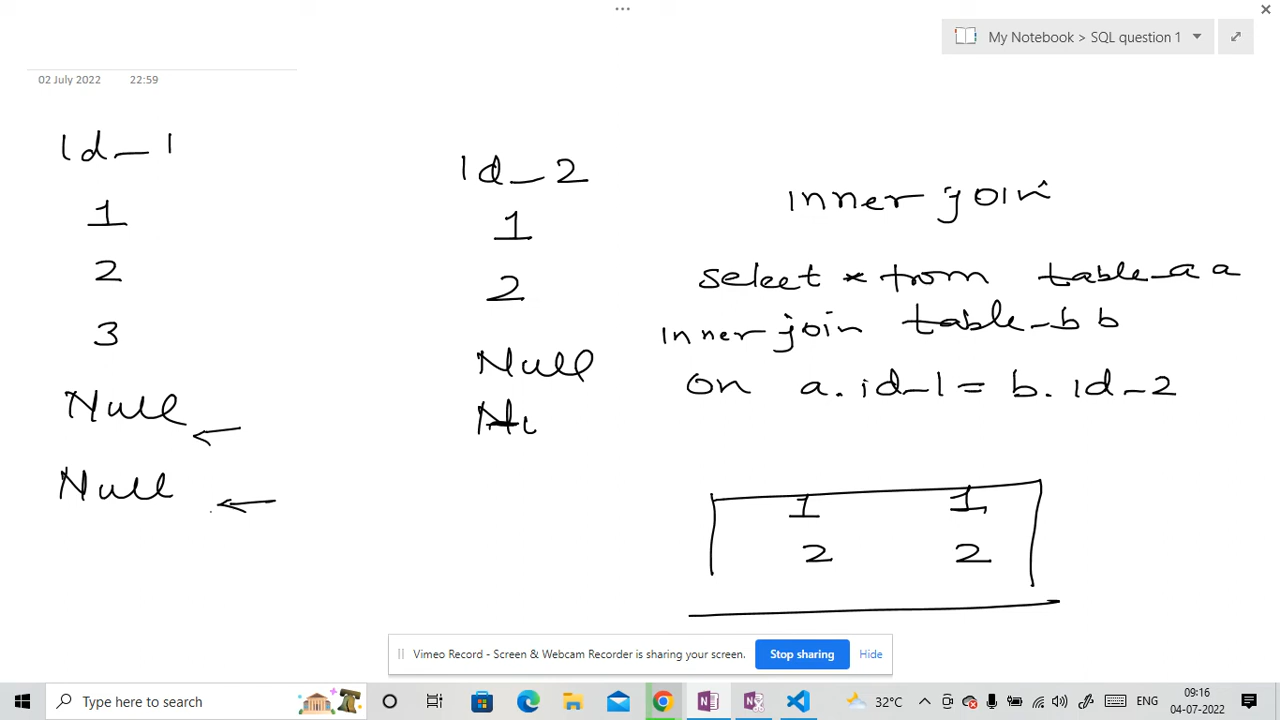 My Notebook > SQL question 1
02 July 2022 22:59
Id_1
1
2
3
Null
Null
Id_2
1
2
Null
Inner join
select * from table_a a
Inner join table_b b
on a.id_1 = b.id_2
1 1
2 2
Vimeo Record - Screen & Webcam Recorder is sharing your screen. Stop sharing Hide
Type here to search
32°C ENG 09:16
04-07-2022